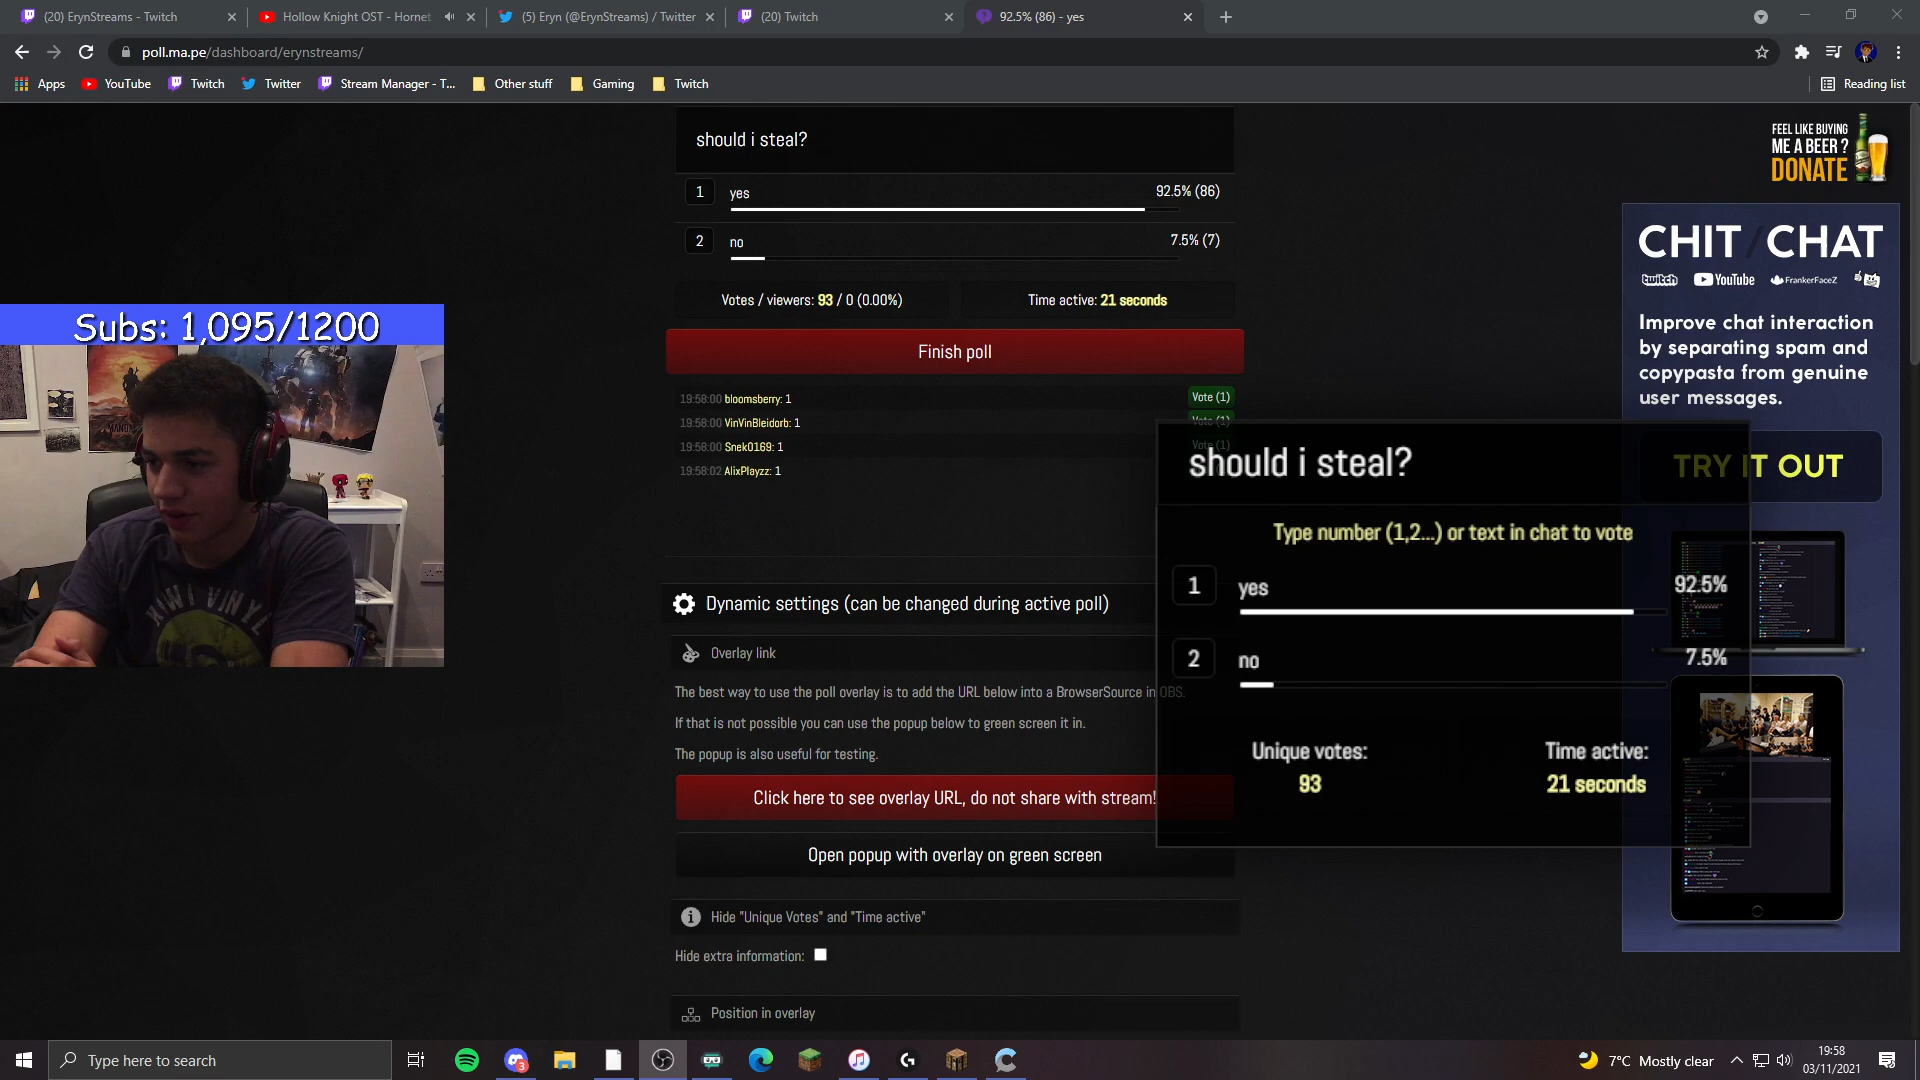 (20) ErynStreams - Twitch
Hollow Knight OST - Hornet
(5) Eryn (@ErynStreams) / Twitter
(20) Twitch
92.5% (86) - yes
poll.ma.pe/dashboard/erynstreams/
Apps
YouTube
Twitch
Twitter
Stream Manager - T...
Other stuff
Gaming
Twitch
Reading list
should i steal?
1 yes 92.5% (86)
2 no 7.5% (7)
Votes / viewers: 93 / 0 (0.00%)
Time active: 21 seconds
Finish poll
19:58:00 bloomsberry: 1 Vote (1)
19:58:00 VinVinBleidorb: 1 Vote (1)
19:58:00 Snek0169: 1 Vote (1)
19:58:02 AlixPlayzz: 1
Dynamic settings (can be changed during active poll)
Overlay link
The best way to use the poll overlay is to add the URL below into a BrowserSource in OBS.
If that is not possible you can use the popup below to green screen it in.
The popup is also useful for testing.
Click here to see overlay URL, do not share with stream!
Open popup with overlay on green screen
Hide "Unique Votes" and "Time active"
Hide extra information:
Position in overlay
Subs: 1,095/1200
KIWI VINYL
should i steal?
Type number (1,2...) or text in chat to vote
1 yes 92.5%
2 no 7.5%
Unique votes:
93
Time active:
21 seconds
FEEL LIKE BUYING
ME A BEER ?
DONATE
CHIT / CHAT
twitch YouTube FrankerFaceZ
Improve chat interaction
by separating spam and
copypasta from genuine
user messages.
TRY IT OUT
Type here to search
3
7°C Mostly clear
19:58
03/11/2021